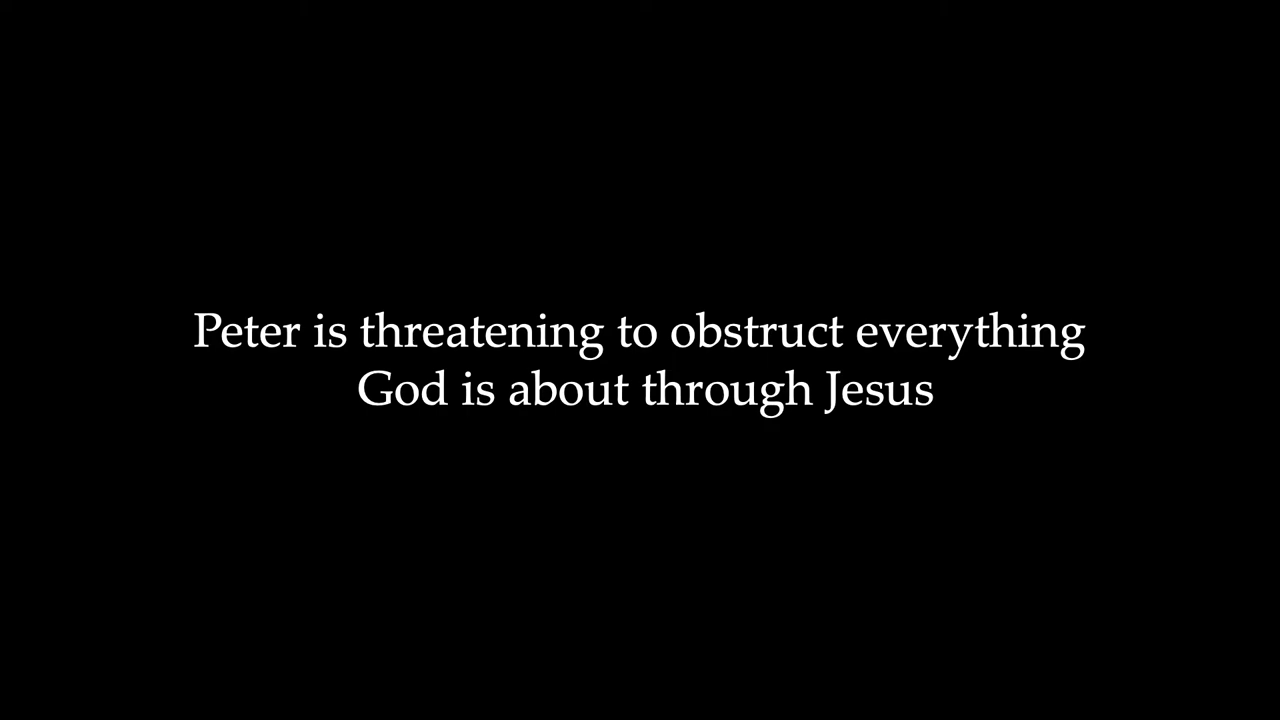 Peter is threatening to obstruct everything
God is about through Jesus